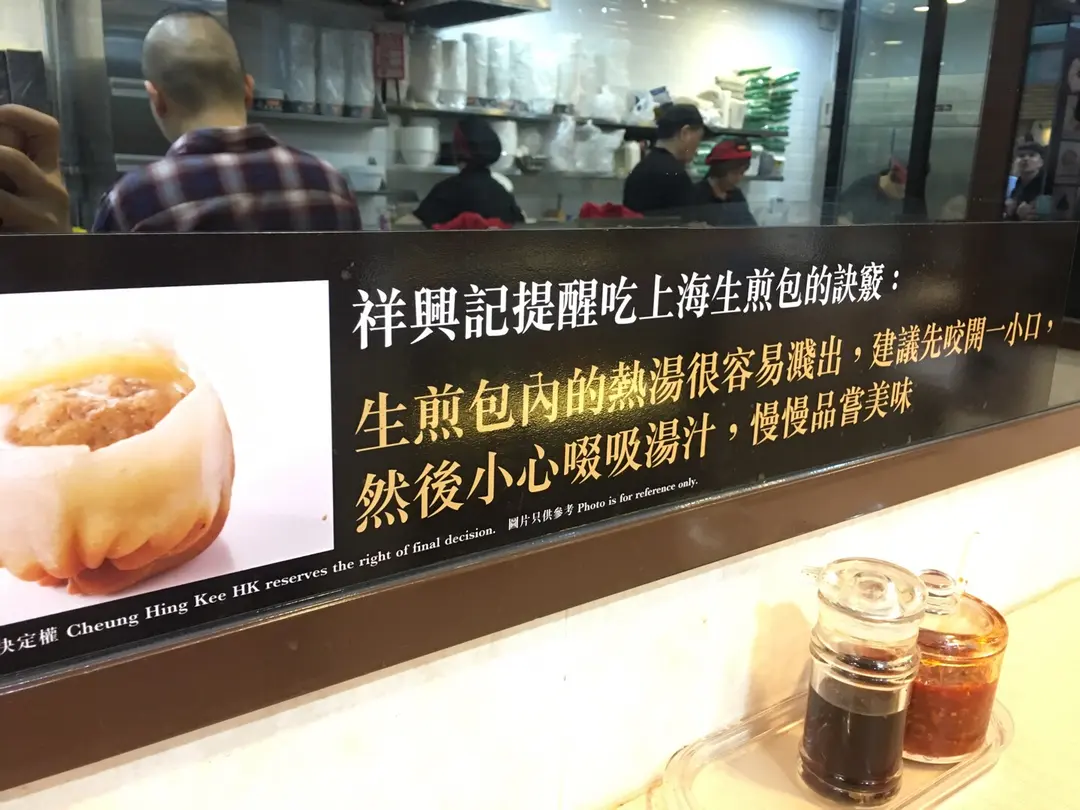 祥興記提醒吃上海生煎包的訣竅：
生煎包內的熱湯很容易濺出，建議先咬開一小口，
然後小心啜吸湯汁，慢慢品嘗美味
決定權 Cheung Hing Kee HK reserves the right of final decision. 圖片只供參考 Photo is for reference only.